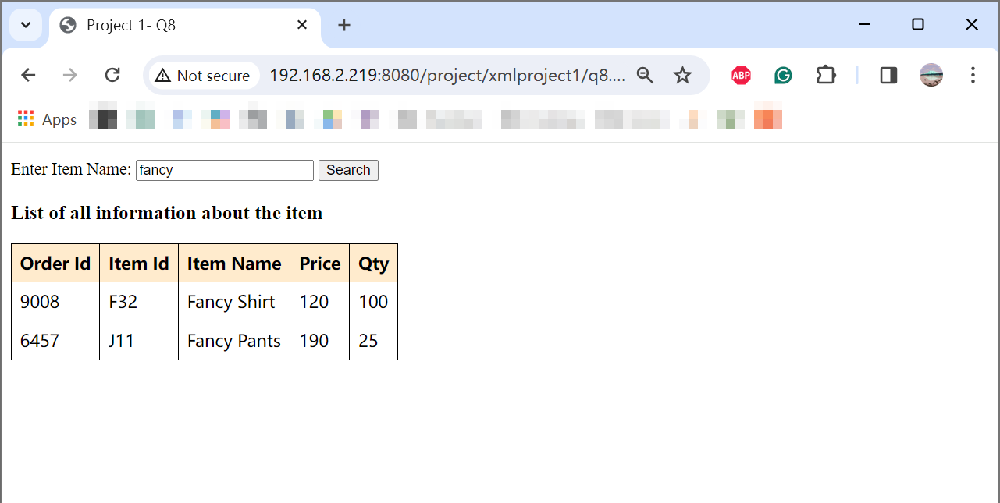 Project 1- Q8
Not secure 192.168.2.219:8080/project/xmlproject1/q8.... ABP
Apps
Enter Item Name: fancy Search
List of all information about the item
Order Id Item Id Item Name Price Qty
9008 F32 Fancy Shirt 120 100
6457 J11 Fancy Pants 190 25